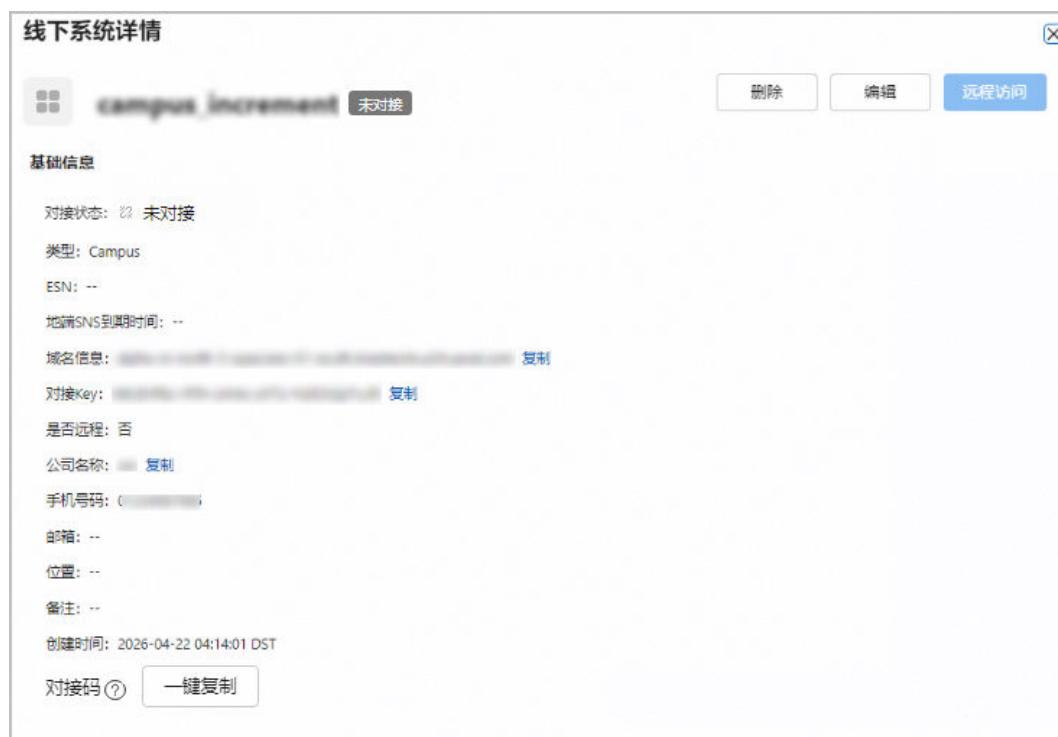 线下系统详情
未对接
删除
编辑
远程访问
基础信息
对接状态： 未对接
类型：Campus
ESN：--
地端SNS到期时间：--
域名信息： 复制
对接Key： 复制
是否远程：否
公司名称： 复制
手机号码：
邮箱：--
位置：--
备注：--
创建时间：2026-04-22 04:14:01 DST
对接码 ? 一键复制